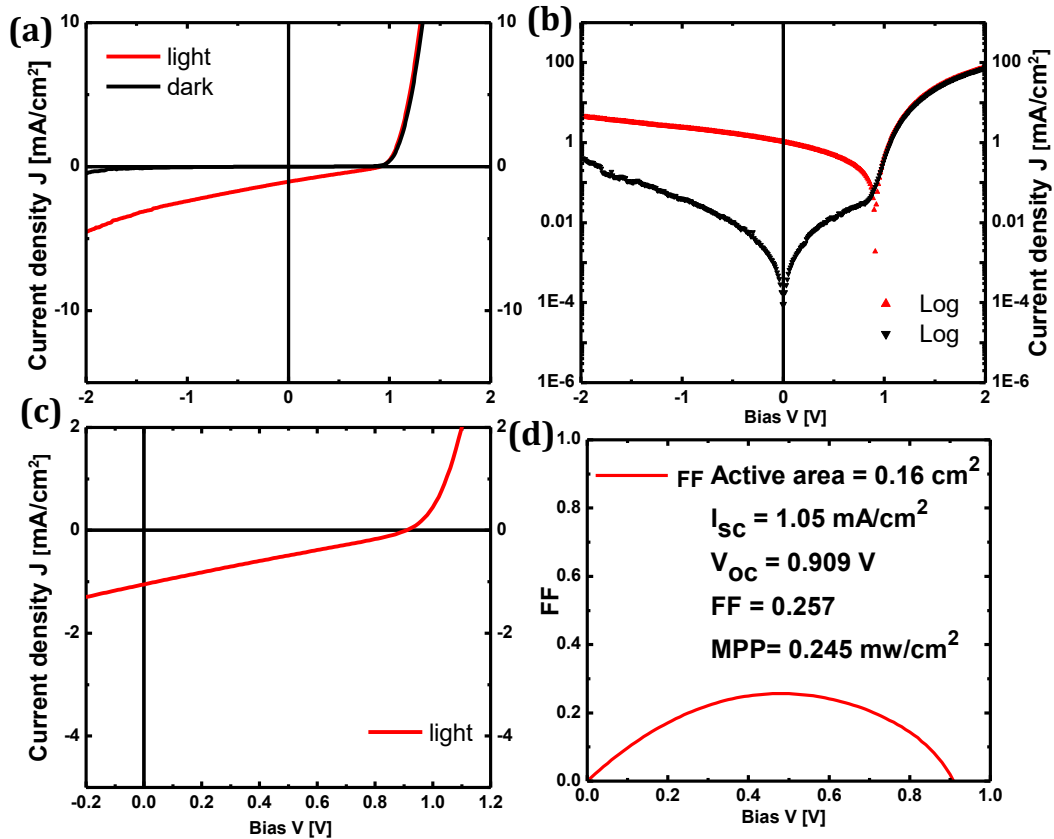 (a)
light
dark
Current density J [mA/cm²]
10
0
-10
10
0
-10
-2
-1
0
1
2
(b)
Log
Log
100
1
0.01
1E-4
1E-6
100
1
0.01
1E-4
1E-6
Current density J [mA/cm²]
-2
-1
0
1
2
Bias V [V]
(c)
light
Current density J [mA/cm²]
2
0
-2
-4
2
0
-2
-4
-0.2
0.0
0.2
0.4
0.6
0.8
1.0
1.2
Bias V [V]
(d)
FF
Active area = 0.16 cm²
Isc = 1.05 mA/cm²
Voc = 0.909 V
FF = 0.257
MPP= 0.245 mw/cm²
FF
1.0
0.8
0.6
0.4
0.2
0.0
0.0
0.2
0.4
0.6
0.8
1.0
Bias V [V]